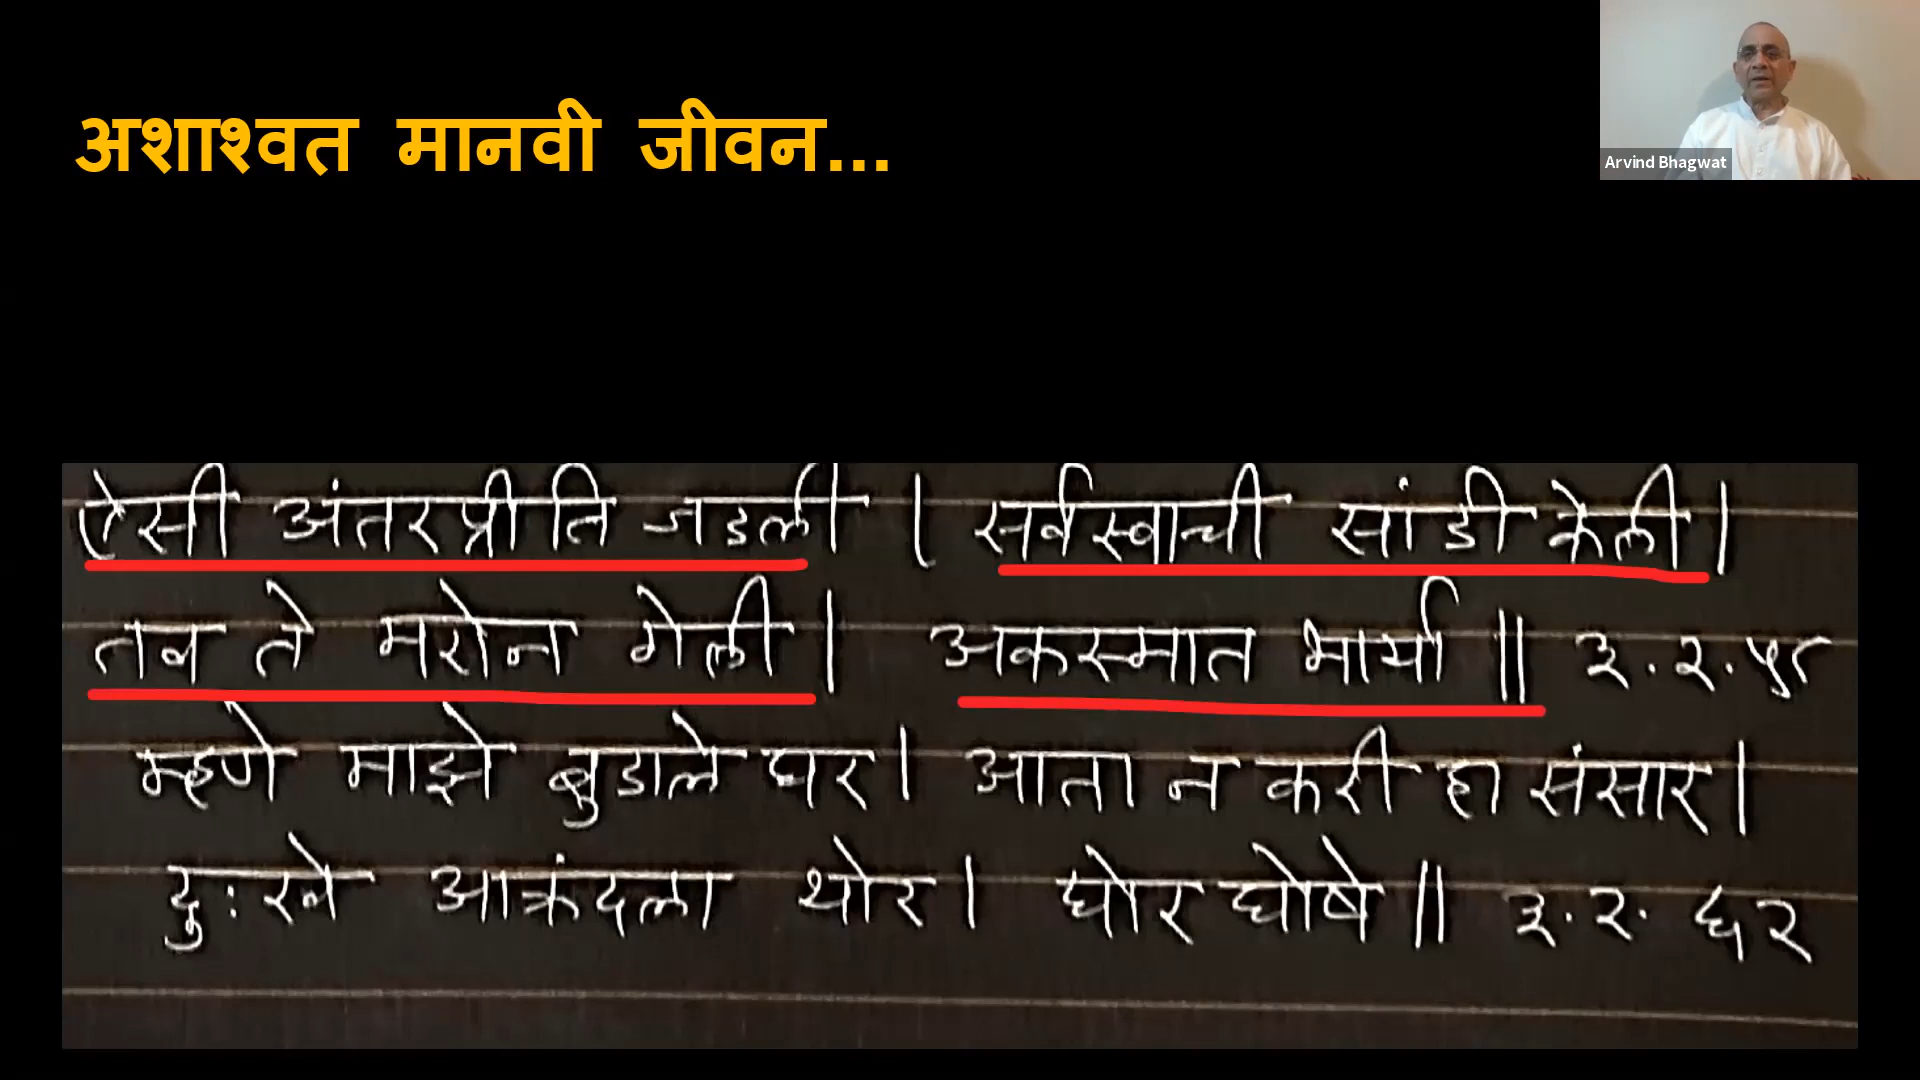 अशाश्वत मानवी जीवन...
Arvind Bhagwat
ऐसी अंतरप्रीति जडली । सर्वस्वाची सांडी केली ।
तव ते मरोन गेली । अकस्मात भार्या ॥ ३.२.५८
म्हणे माझे बुडाले घर । आता न करी हा संसार ।
दुःखे आक्रंदला थोर । घोर घोषे ॥ ३.२.६२